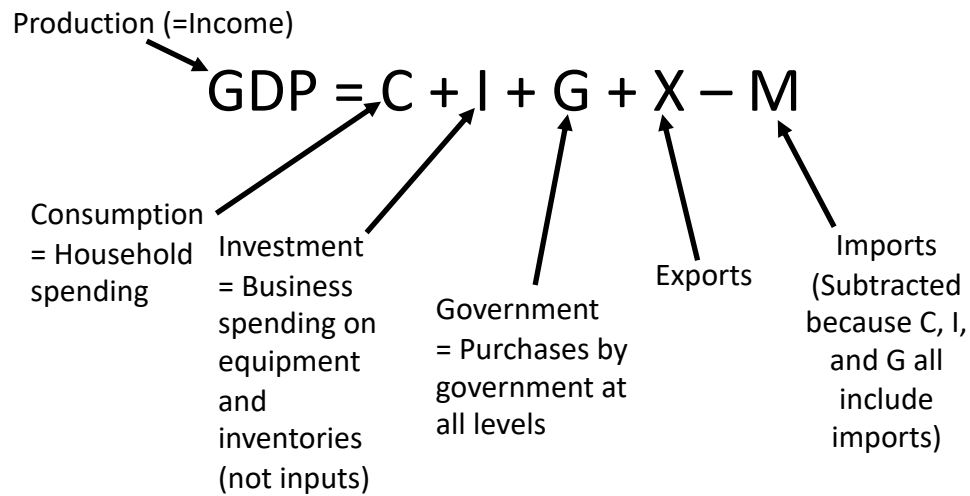 Production (=Income)
GDP = C + I + G + X – M
Consumption
= Household
spending
Investment
= Business
spending on
equipment
and
inventories
(not inputs)
Government
= Purchases by
government at
all levels
Exports
Imports
(Subtracted
because C, I,
and G all
include
imports)